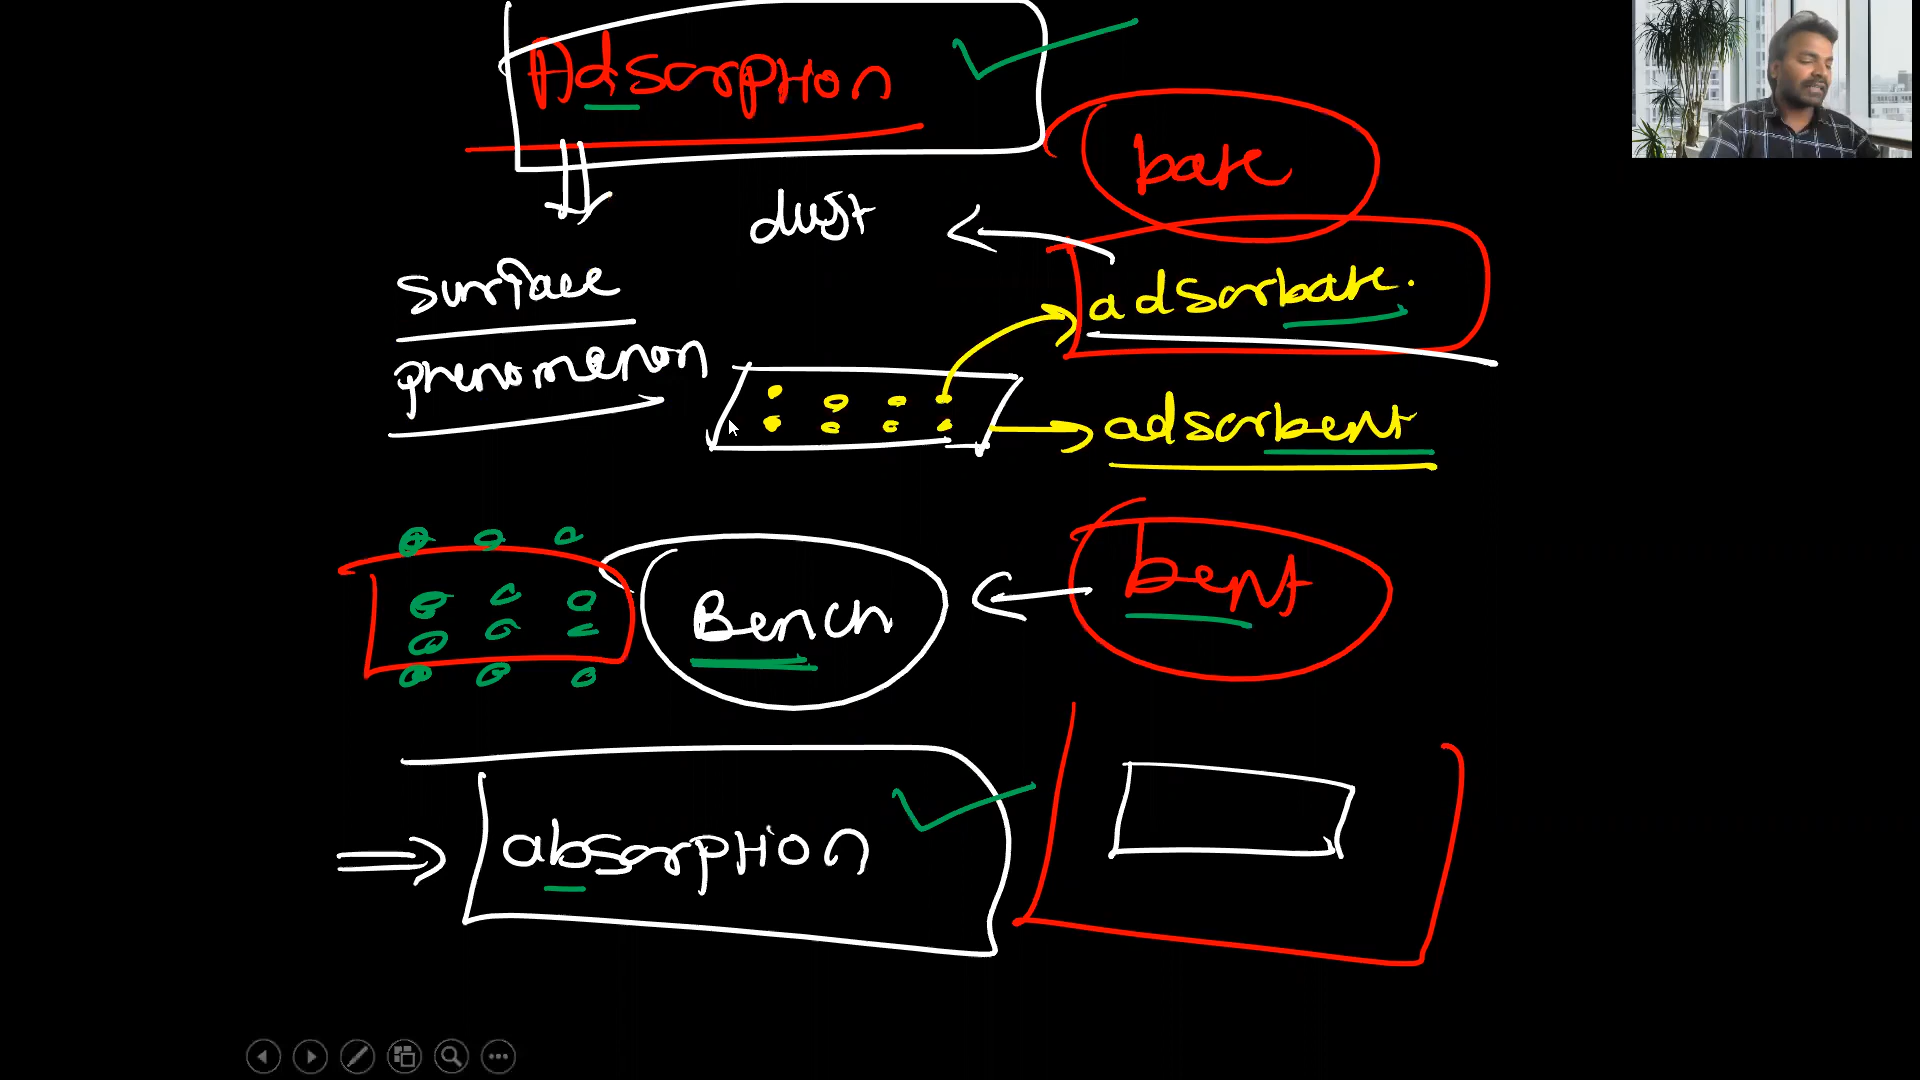 Adsorption
bate
dust
surface
adsorbate.
phenomenon
adsorbent
bent
Bench
absorption